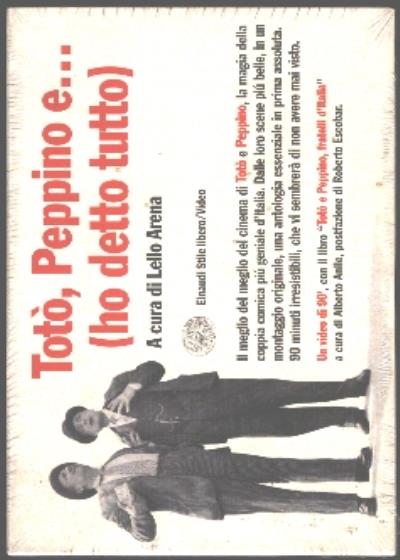 Totò, Peppino e...
(ho detto tutto)
A cura di Lello Arena
Einaudi Stile libero/Video
Il meglio del meglio del cinema di Totò e Peppino, la magia della
coppia comica più geniale d'Italia. Dalle loro scene più belle, in un
montaggio originale, una antologia essenziale in prima assoluta.
90 minuti irresistibili, che vi sembrerà di non avere mai visto.
Un video di 90', con il libro "Totò e Peppino, fratelli d'Italia"
a cura di Alberto Anile, postfazione di Roberto Escobar.